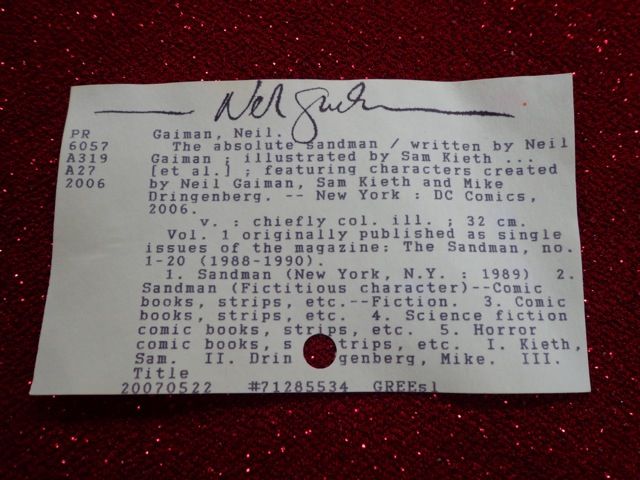 Neil Gaiman
PR Gaiman, Neil.
6057 The absolute sandman / written by Neil
A319 Gaiman ; illustrated by Sam Kieth ...
A27 [et al.] ; featuring characters created
2006 by Neil Gaiman, Sam Kieth and Mike
Dringenberg. -- New York : DC Comics,
2006.
v. : chiefly col. ill. ; 32 cm.
Vol. 1 originally published as single
issues of the magazine: The Sandman, no.
1-20 (1988-1990).
1. Sandman (New York, N.Y. : 1989) 2.
Sandman (Fictitious character)--Comic
books, strips, etc.--Fiction. 3. Comic
books, strips, etc. 4. Science fiction
comic books, strips, etc. 5. Horror
comic books, s trips, etc. I. Kieth,
Sam. II. Drin genberg, Mike. III.
Title
20070522 #71285534 GREEsl